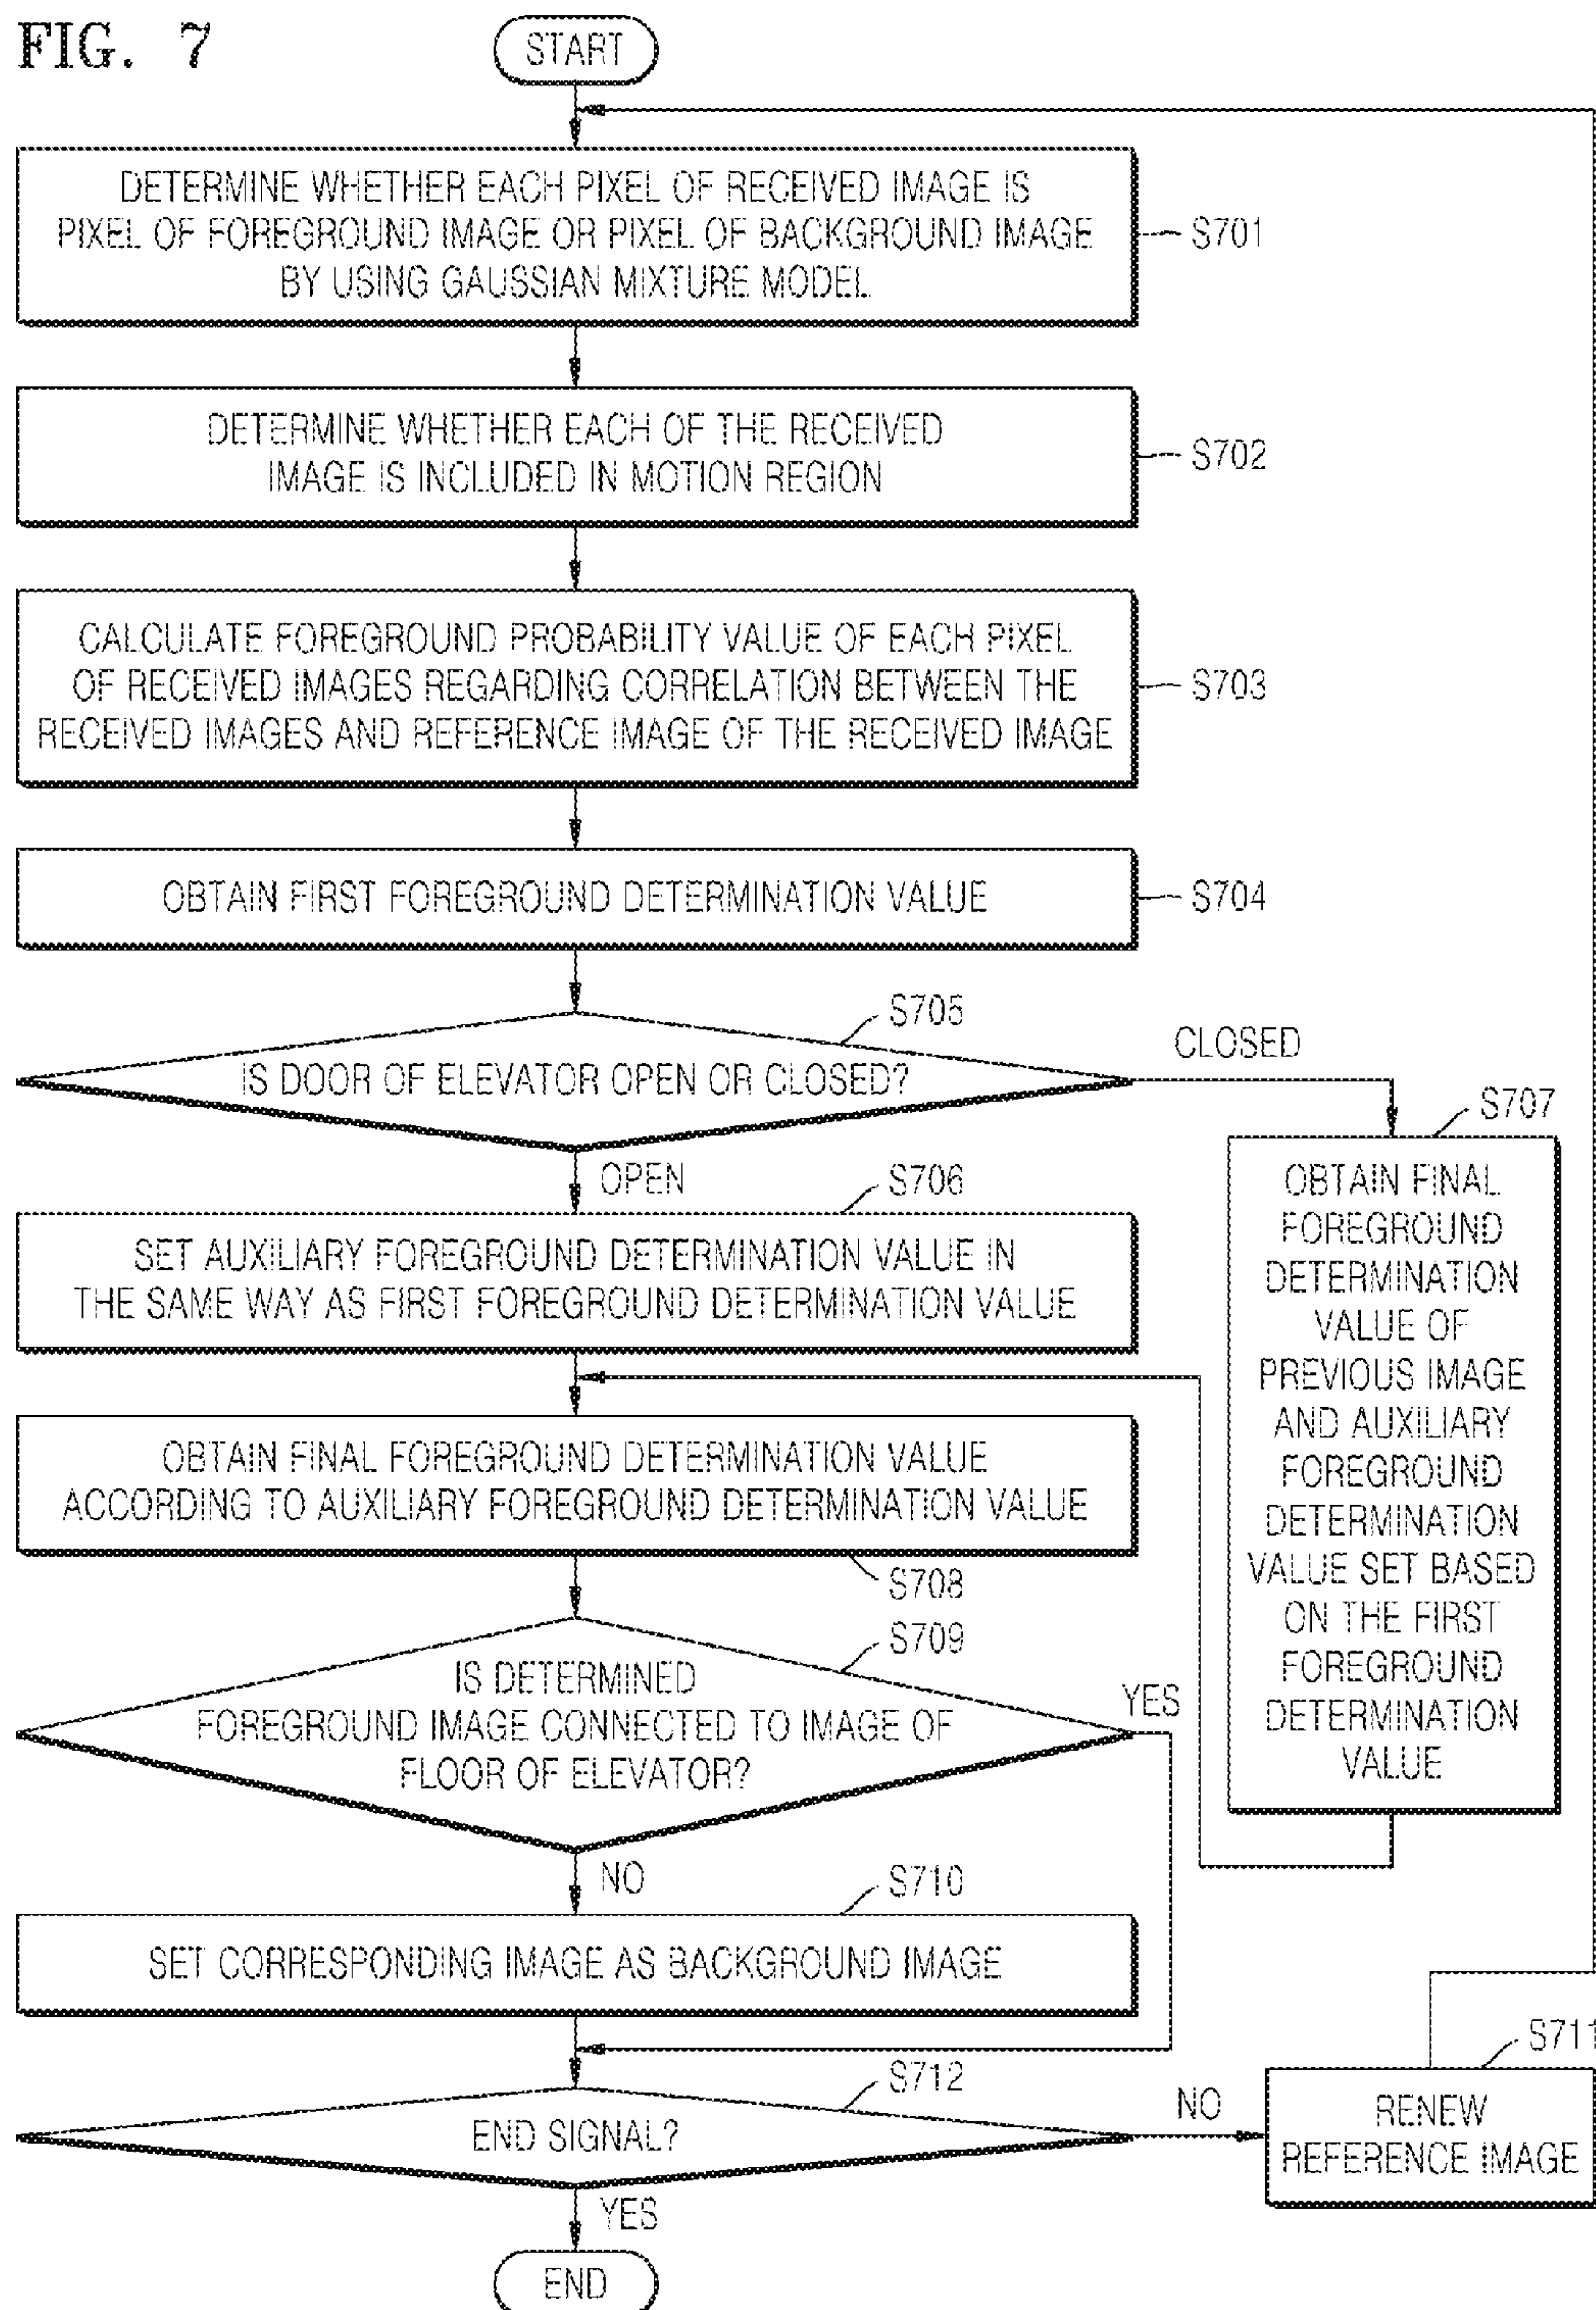 FIG. 7
START
DETERMINE WHETHER EACH PIXEL OF RECEIVED IMAGE IS
PIXEL OF FOREGROUND IMAGE OR PIXEL OF BACKGROUND IMAGE
BY USING GAUSSIAN MIXTURE MODEL
S701
DETERMINE WHETHER EACH OF THE RECEIVED
IMAGE IS INCLUDED IN MOTION REGION
S702
CALCULATE FOREGROUND PROBABILITY VALUE OF EACH PIXEL
OF RECEIVED IMAGES REGARDING CORRELATION BETWEEN THE
RECEIVED IMAGES AND REFERENCE IMAGE OF THE RECEIVED IMAGE
S703
OBTAIN FIRST FOREGROUND DETERMINATION VALUE
S704
S705
IS DOOR OF ELEVATOR OPEN OR CLOSED?
CLOSED
OPEN
S706
SET AUXILIARY FOREGROUND DETERMINATION VALUE IN
THE SAME WAY AS FIRST FOREGROUND DETERMINATION VALUE
S707
OBTAIN FINAL
FOREGROUND
DETERMINATION
VALUE OF
PREVIOUS IMAGE
AND AUXILIARY
FOREGROUND
DETERMINATION
VALUE SET BASED
ON THE FIRST
FOREGROUND
DETERMINATION
VALUE
OBTAIN FINAL FOREGROUND DETERMINATION VALUE
ACCORDING TO AUXILIARY FOREGROUND DETERMINATION VALUE
S708
S709
IS DETERMINED
FOREGROUND IMAGE CONNECTED TO IMAGE OF
FLOOR OF ELEVATOR?
YES
NO
S710
SET CORRESPONDING IMAGE AS BACKGROUND IMAGE
S712
END SIGNAL?
NO
S711
RENEW
REFERENCE IMAGE
YES
END